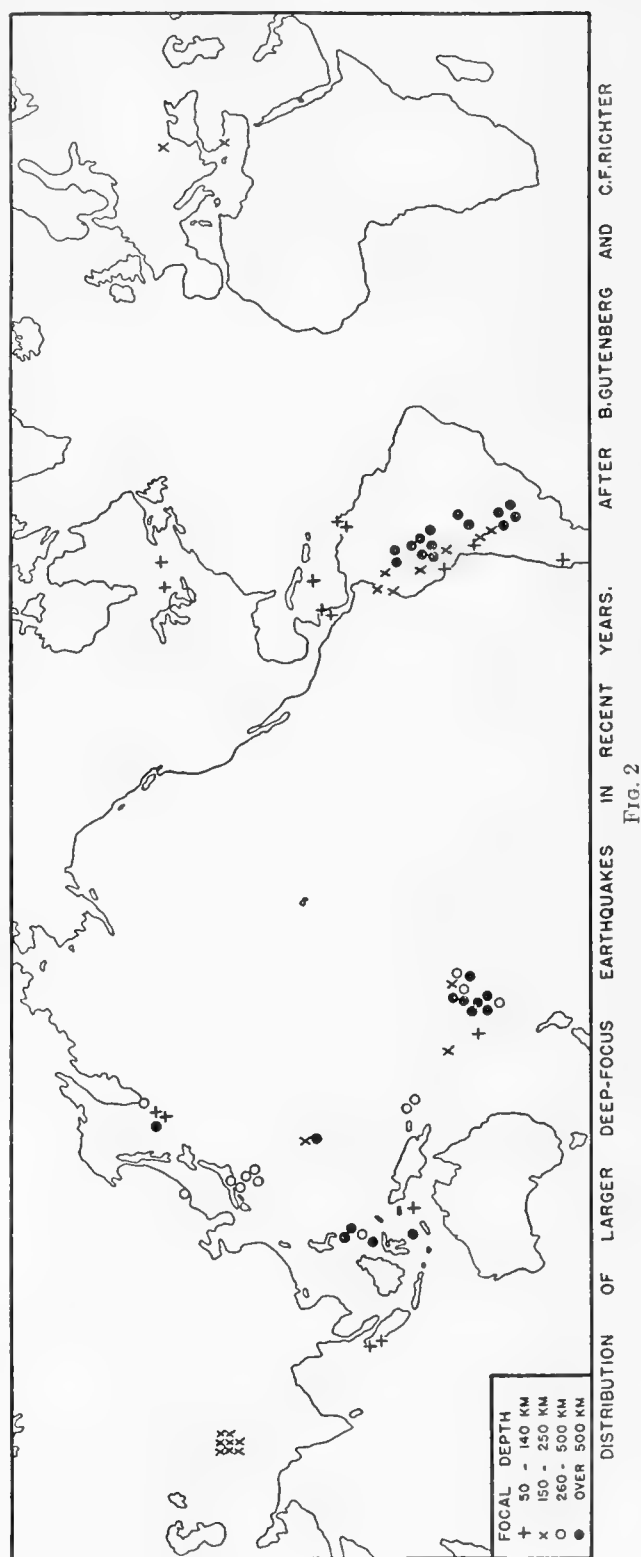 FOCAL DEPTH
+ 50 - 140 KM
x 150 - 250 KM
○ 260 - 500 KM
● OVER 500 KM
DISTRIBUTION OF LARGER DEEP-FOCUS EARTHQUAKES IN RECENT YEARS. AFTER B.GUTENBERG AND C.F.RICHTER
FIG. 2